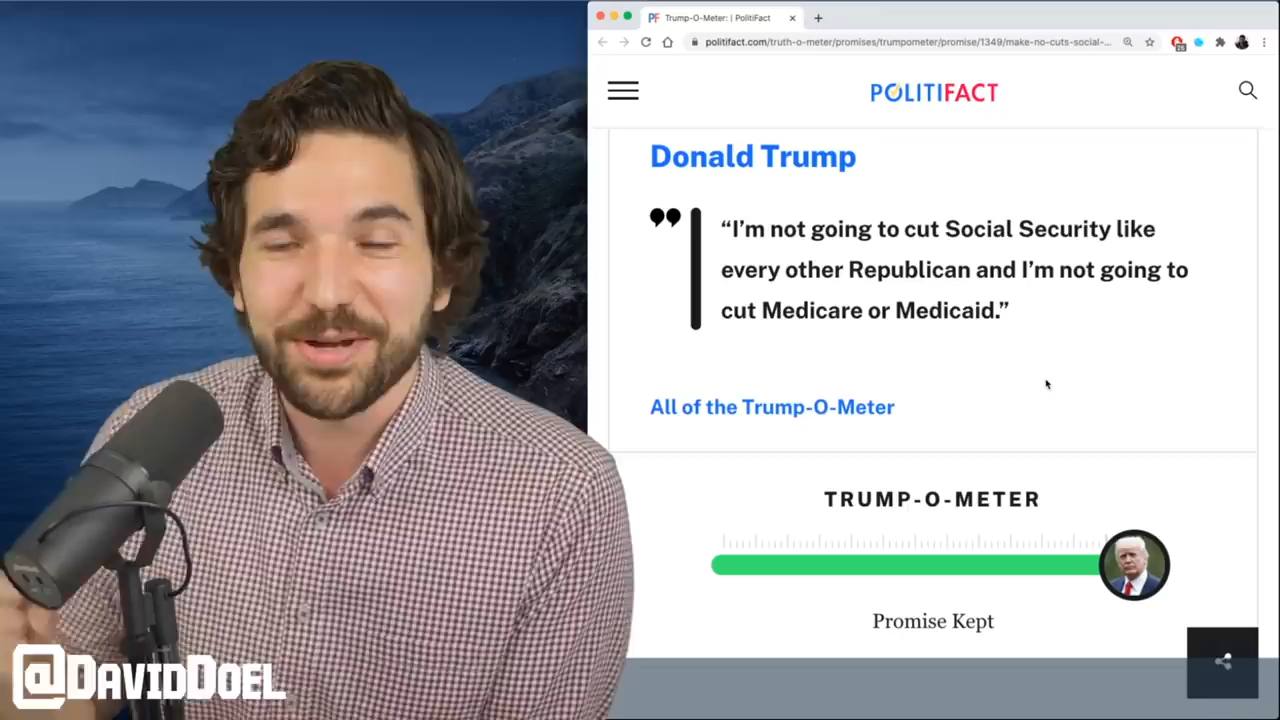 Trump-O-Meter: | PolitiFact
politifact.com/truth-o-meter/promises/trumpometer/promise/1349/make-no-cuts-social-...
POLITIFACT
Donald Trump
“I’m not going to cut Social Security like
every other Republican and I’m not going to
cut Medicare or Medicaid.”
All of the Trump-O-Meter
TRUMP-O-METER
Promise Kept
@DAVIDDOEL